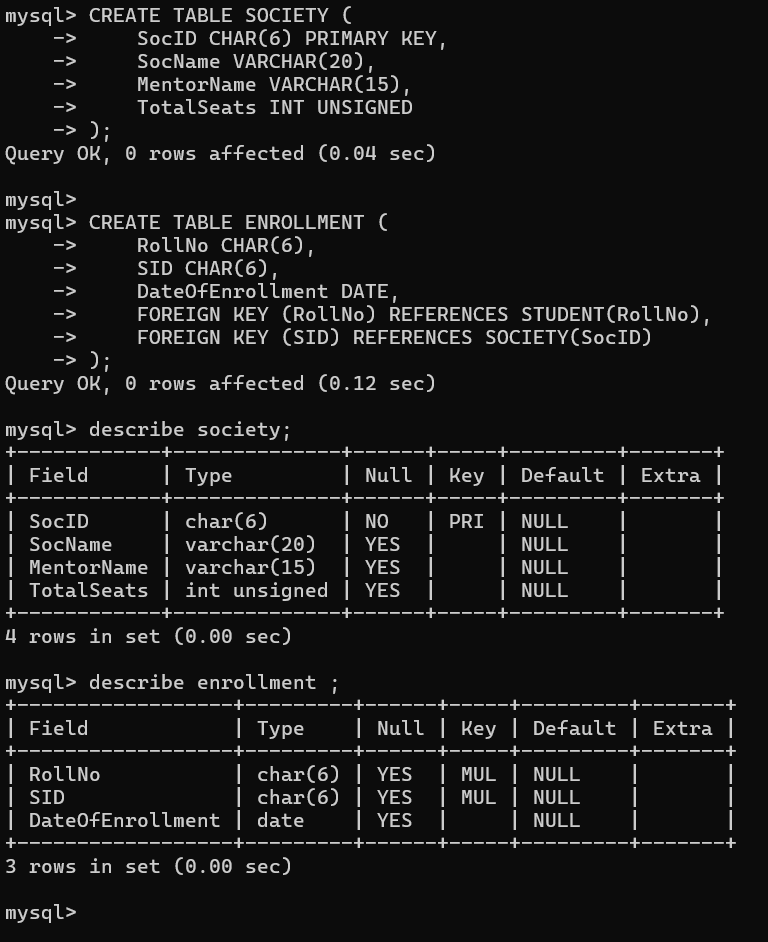 mysql> CREATE TABLE SOCIETY (
    ->     SocID CHAR(6) PRIMARY KEY,
    ->     SocName VARCHAR(20),
    ->     MentorName VARCHAR(15),
    ->     TotalSeats INT UNSIGNED
    -> );
Query OK, 0 rows affected (0.04 sec)

mysql>
mysql> CREATE TABLE ENROLLMENT (
    ->     RollNo CHAR(6),
    ->     SID CHAR(6),
    ->     DateOfEnrollment DATE,
    ->     FOREIGN KEY (RollNo) REFERENCES STUDENT(RollNo),
    ->     FOREIGN KEY (SID) REFERENCES SOCIETY(SocID)
    -> );
Query OK, 0 rows affected (0.12 sec)

mysql> describe society;
+------------+--------------+------+-----+---------+-------+
| Field      | Type         | Null | Key | Default | Extra |
+------------+--------------+------+-----+---------+-------+
| SocID      | char(6)      | NO   | PRI | NULL    |       |
| SocName    | varchar(20)  | YES  |     | NULL    |       |
| MentorName | varchar(15)  | YES  |     | NULL    |       |
| TotalSeats | int unsigned | YES  |     | NULL    |       |
+------------+--------------+------+-----+---------+-------+
4 rows in set (0.00 sec)

mysql> describe enrollment ;
+------------------+---------+------+-----+---------+-------+
| Field            | Type    | Null | Key | Default | Extra |
+------------------+---------+------+-----+---------+-------+
| RollNo           | char(6) | YES  | MUL | NULL    |       |
| SID              | char(6) | YES  | MUL | NULL    |       |
| DateOfEnrollment | date    | YES  |     | NULL    |       |
+------------------+---------+------+-----+---------+-------+
3 rows in set (0.00 sec)

mysql>